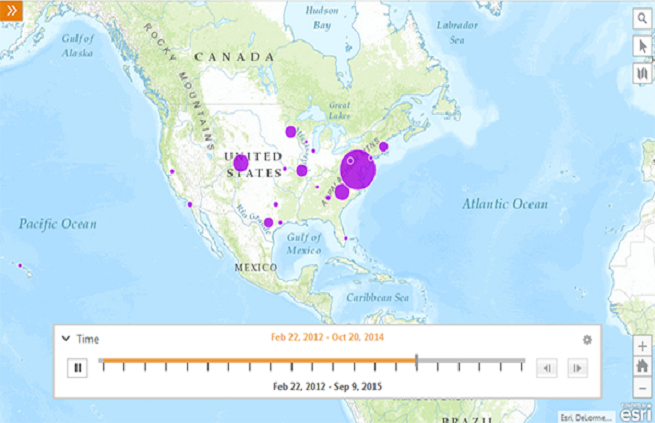 Hudson
Bay
Gulf of
Alaska
Labrador
Sea
ROCKY MOUNTAINS
CANADA
Great
Lakes
UNITED
STATES
Pacific Ocean
Atlantic Ocean
Gulf of
Mexico
MEXICO
Caribbean Sea
Time
Feb 22, 2012 - Oct 20, 2014
Feb 22, 2012 - Sep 9, 2015
BRAZIL
Esri, DeLorme...
esri